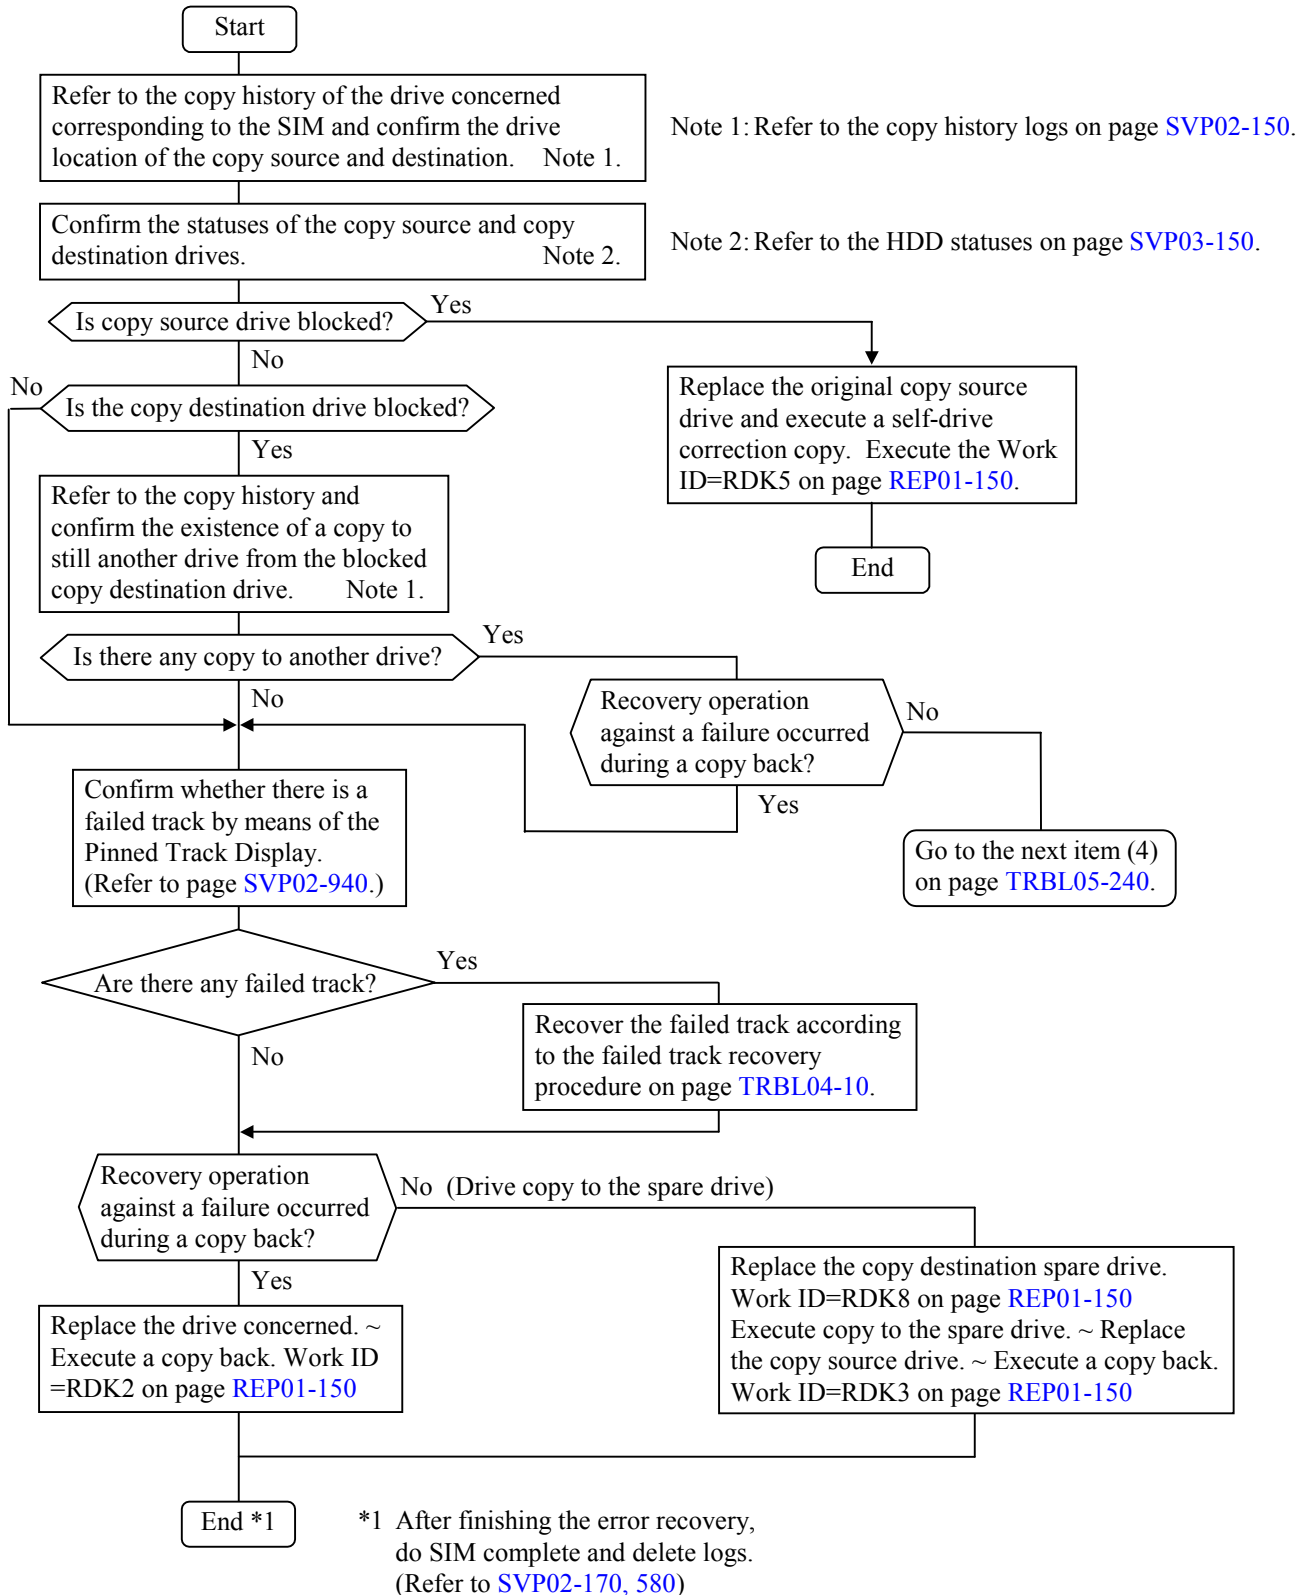 Start
Refer to the copy history of the drive concerned
corresponding to the SIM and confirm the drive
location of the copy source and destination. Note 1.
Note 1: Refer to the copy history logs on page SVP02-150.
Confirm the statuses of the copy source and copy
destination drives. Note 2.
Note 2: Refer to the HDD statuses on page SVP03-150.
Is copy source drive blocked?
Yes
No
Replace the original copy source
drive and execute a self-drive
correction copy. Execute the Work
ID=RDK5 on page REP01-150.
End
No
Is the copy destination drive blocked?
Yes
Refer to the copy history and
confirm the existence of a copy to
still another drive from the blocked
copy destination drive. Note 1.
Is there any copy to another drive?
Yes
No
Recovery operation
against a failure occurred
during a copy back?
No
Yes
Go to the next item (4)
on page TRBL05-240.
Confirm whether there is a
failed track by means of the
Pinned Track Display.
(Refer to page SVP02-940.)
Are there any failed track?
Yes
No
Recover the failed track according
to the failed track recovery
procedure on page TRBL04-10.
Recovery operation
against a failure occurred
during a copy back?
No (Drive copy to the spare drive)
Yes
Replace the drive concerned. ~
Execute a copy back. Work ID
=RDK2 on page REP01-150
Replace the copy destination spare drive.
Work ID=RDK8 on page REP01-150
Execute copy to the spare drive. ~ Replace
the copy source drive. ~ Execute a copy back.
Work ID=RDK3 on page REP01-150
End *1
*1 After finishing the error recovery,
do SIM complete and delete logs.
(Refer to SVP02-170, 580)